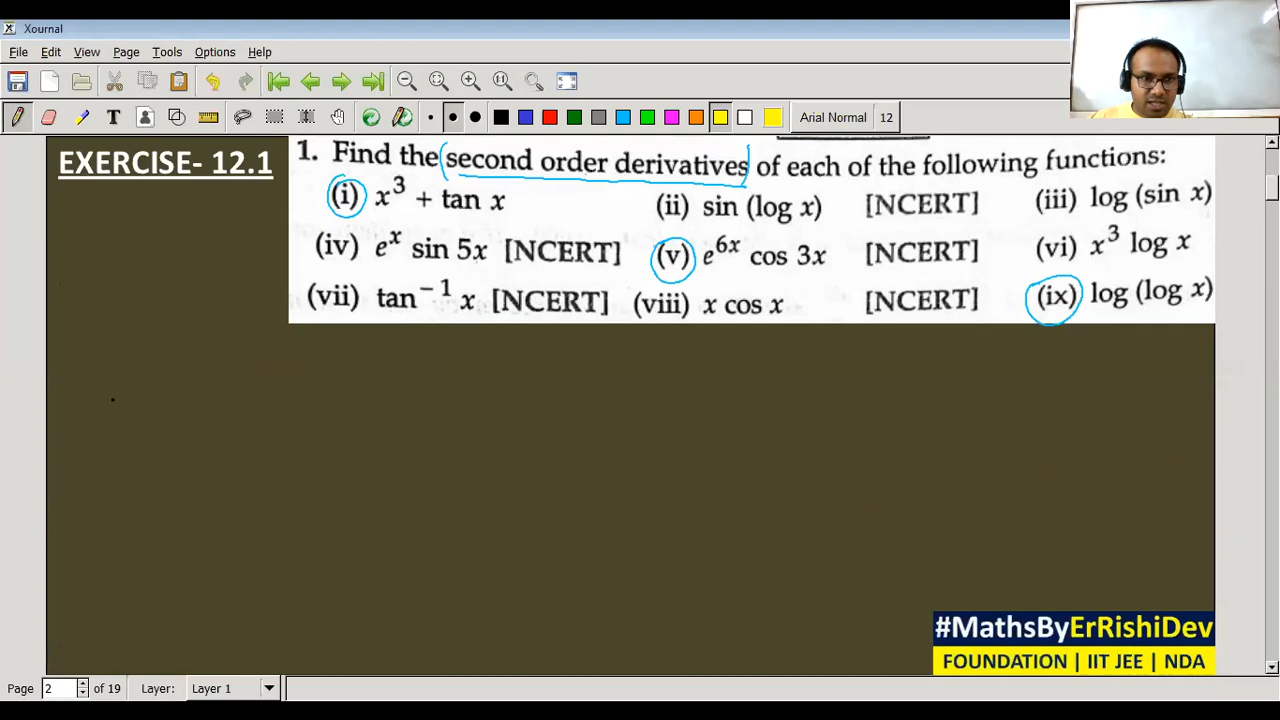 Xournal
File Edit View Page Tools Options Help
T Arial Normal 12
EXERCISE- 12.1
1. Find the second order derivatives of each of the following functions:
(i) x³ + tan x (ii) sin (log x) [NCERT] (iii) log (sin x)
(iv) eˣ sin 5x [NCERT] (v) e⁶ˣ cos 3x [NCERT] (vi) x³ log x
(vii) tan⁻¹ x [NCERT] (viii) x cos x [NCERT] (ix) log (log x)
#MathsByErRishiDev
FOUNDATION | IIT JEE | NDA
Page 2 of 19 Layer: Layer 1